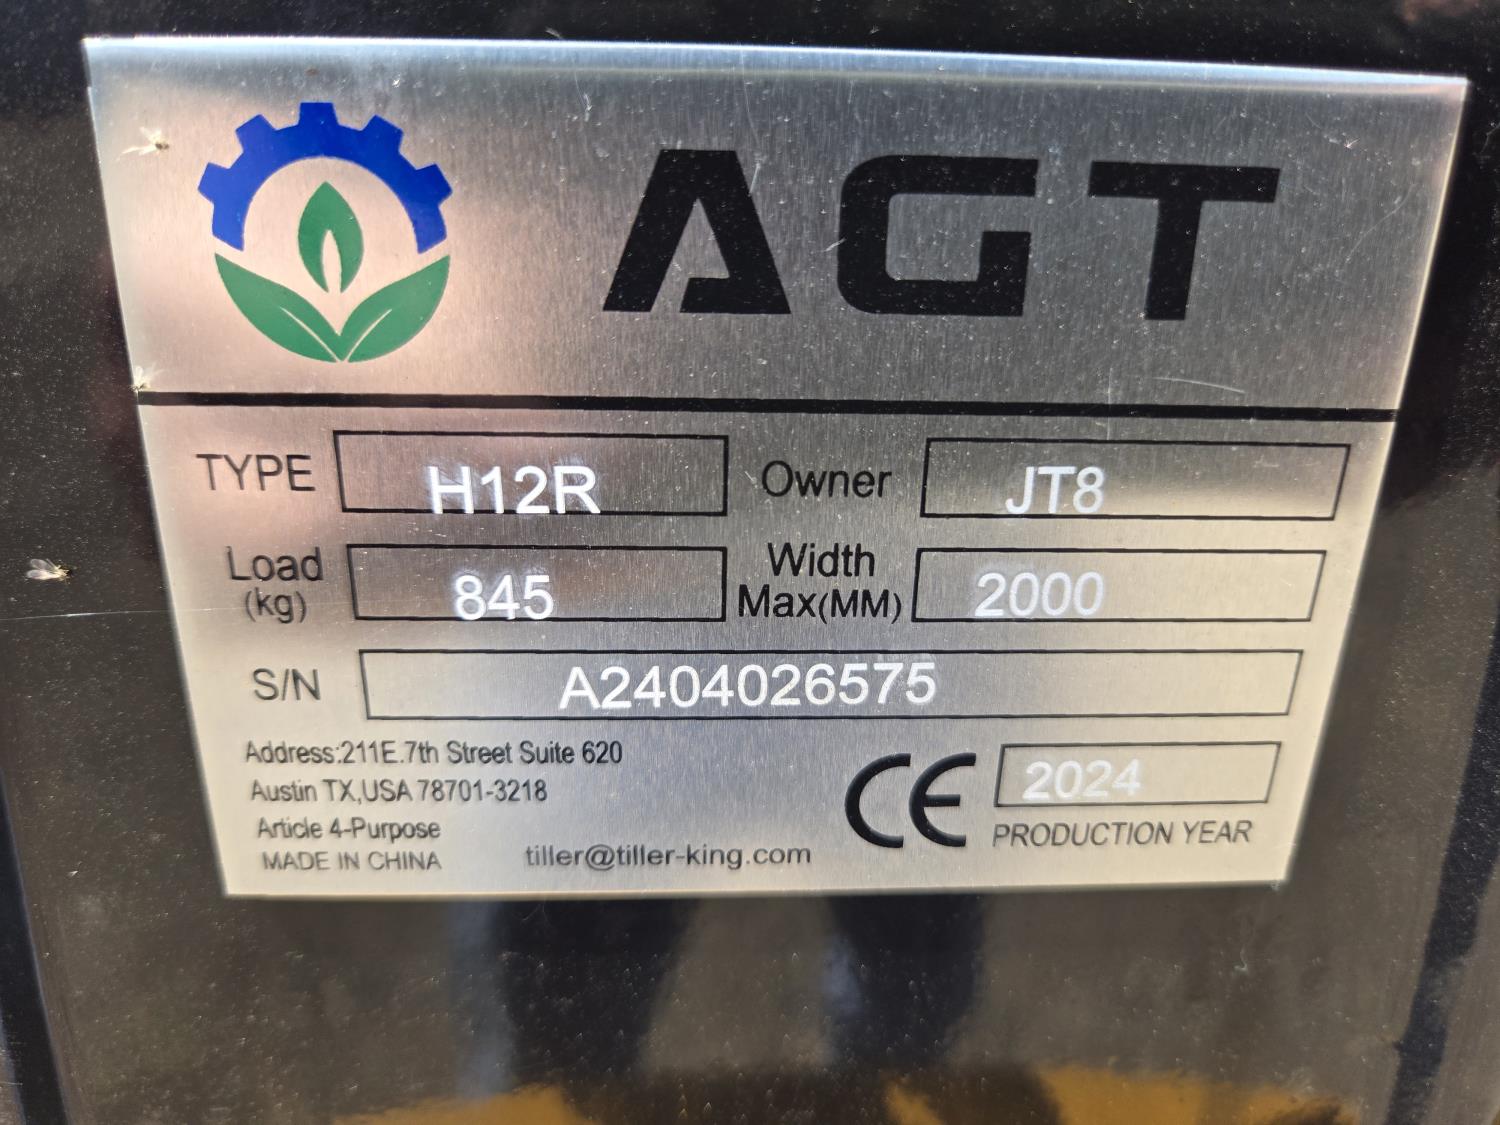 AGT
TYPE H12R Owner JT8
Load (kg) 845 Width Max(MM) 2000
S/N A2404026575
Address:211E.7th Street Suite 620
Austin TX,USA 78701-3218
Article 4-Purpose
MADE IN CHINA
tiller@tiller-king.com
CE 2024
PRODUCTION YEAR